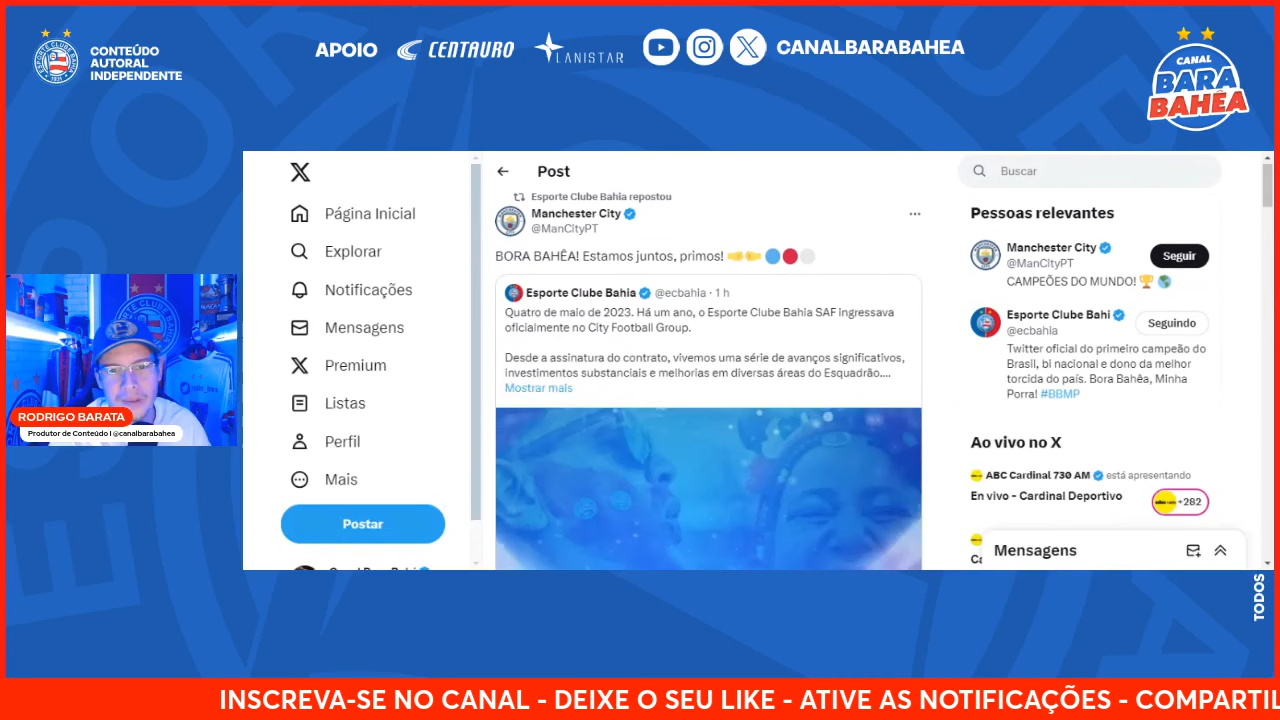 CONTEÚDO
AUTORAL
INDEPENDENTE
APOIO
CENTAURO
LANISTAR
CANALBARABAHEA
CANAL
BARA
BAHÊA
Página Inicial
Explorar
Notificações
Mensagens
Premium
Listas
Perfil
Mais
Postar
Post
Esporte Clube Bahia repostou
Manchester City
@ManCityPT
BORA BAHÊA! Estamos juntos, primos!
Esporte Clube Bahia @ecbahia · 1 h
Quatro de maio de 2023. Há um ano, o Esporte Clube Bahia SAF ingressava
oficialmente no City Football Group.
Desde a assinatura do contrato, vivemos uma série de avanços significativos,
investimentos substanciais e melhorias em diversas áreas do Esquadrão....
Mostrar mais
Buscar
Pessoas relevantes
Manchester City
@ManCityPT
Seguir
CAMPEÕES DO MUNDO!
Esporte Clube Bahi
@ecbahia
Seguindo
Twitter oficial do primeiro campeão do
Brasil, bi nacional e dono da melhor
torcida do país. Bora Bahêa, Minha
Porra! #BBMP
Ao vivo no X
ABC Cardinal 730 AM está apresentando
En vivo - Cardinal Deportivo
+282
Mensagens
RODRIGO BARATA
Produtor de Conteúdo | @canalbarabahea
TODOS
INSCREVA-SE NO CANAL - DEIXE O SEU LIKE - ATIVE AS NOTIFICAÇÕES - COMPARTIL